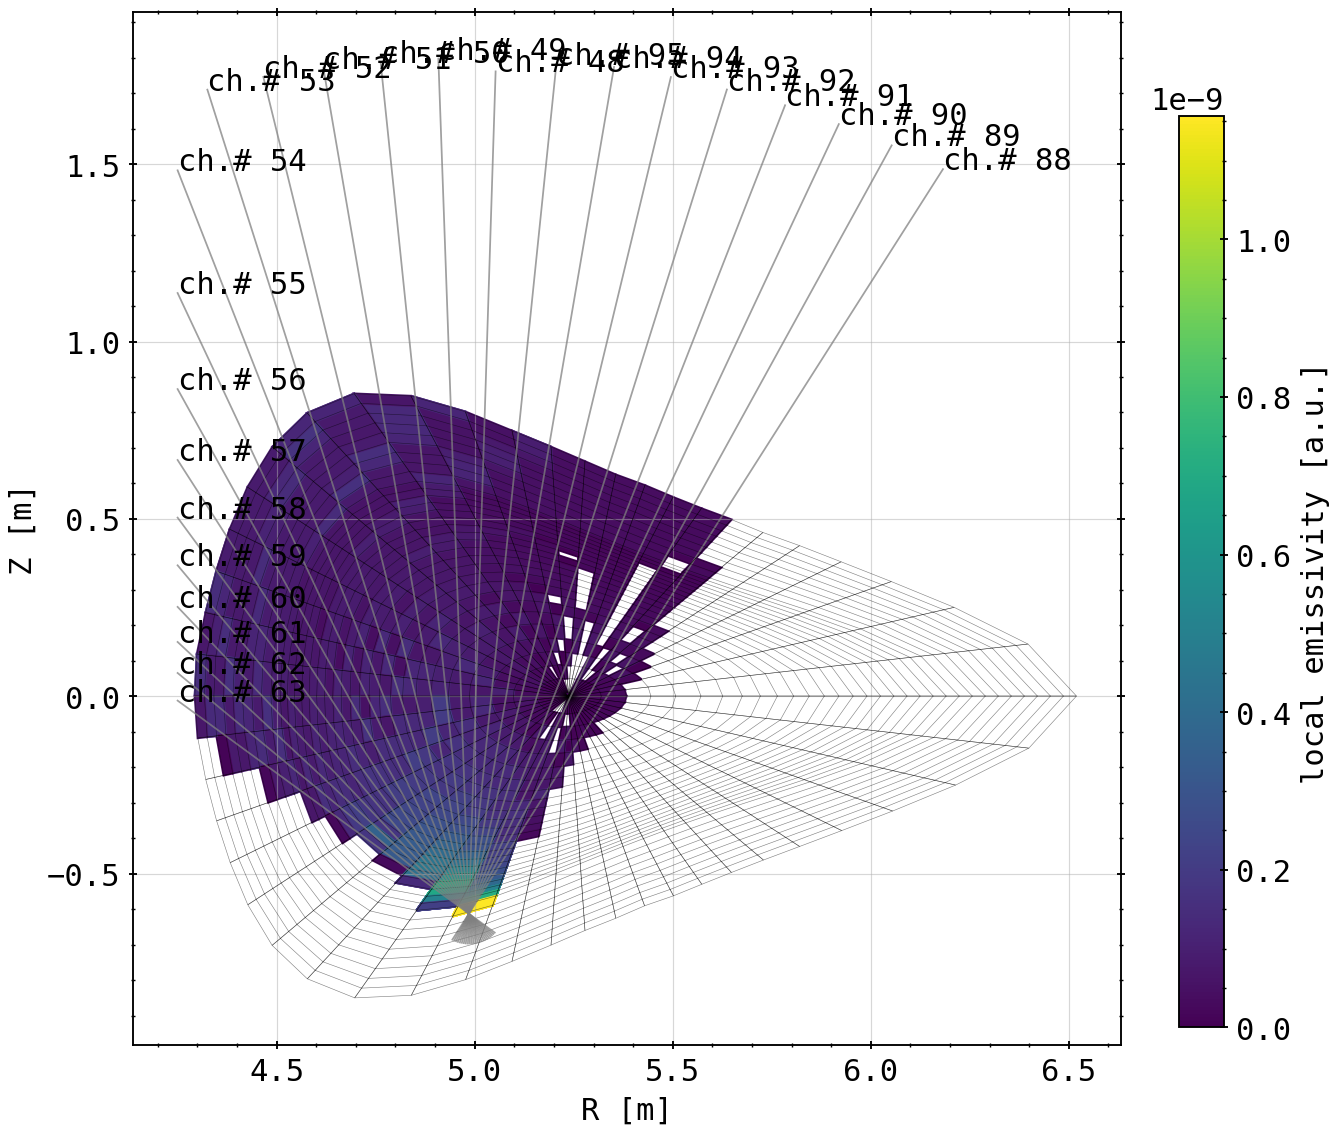 ch.# 49
ch.# 50
ch.# 51
ch.# 52
ch.# 53
ch.# 48
ch.# 95
ch.# 94
ch.# 93
ch.# 92
ch.# 91
ch.# 90
ch.# 89
ch.# 88
ch.# 54
ch.# 55
ch.# 56
ch.# 57
ch.# 58
ch.# 59
ch.# 60
ch.# 61
ch.# 62
ch.# 63
1.5
1.0
0.5
0.0
−0.5
Z [m]
4.5
5.0
5.5
6.0
6.5
R [m]
1e−9
1.0
0.8
0.6
0.4
0.2
0.0
local emissivity [a.u.]